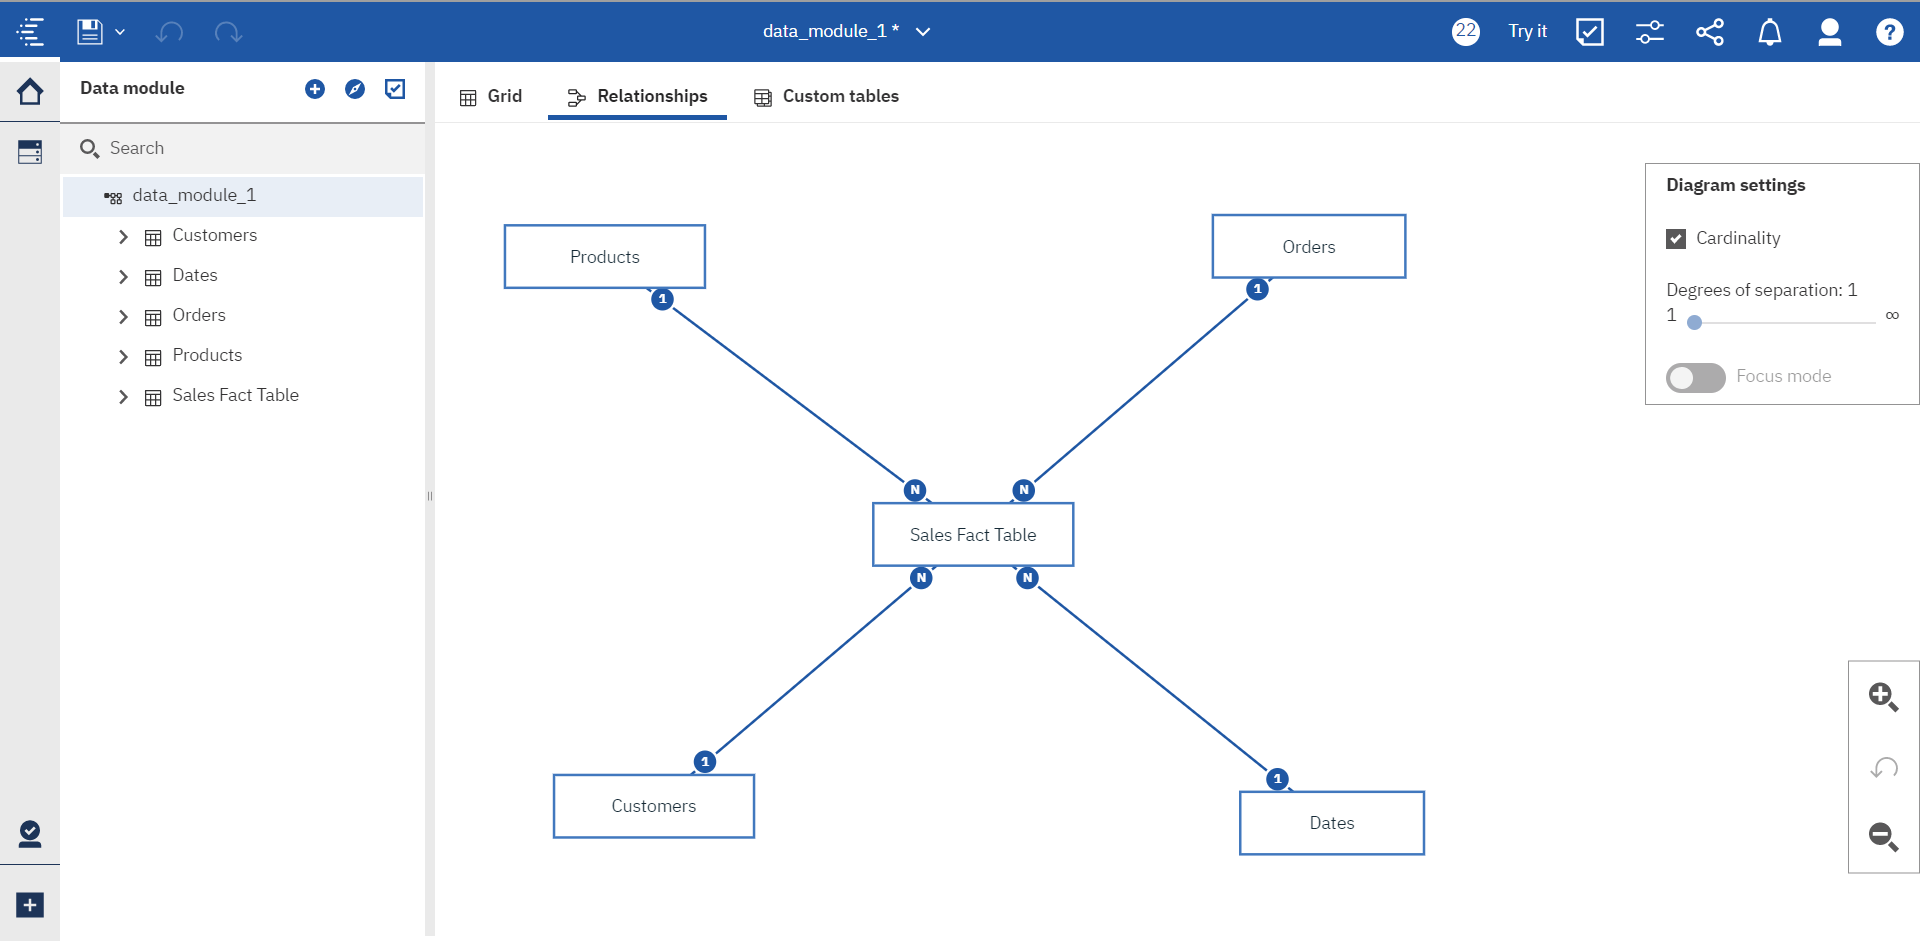 data_module_1 *
22
Try it
?
Data module
Search
data_module_1
Customers
Dates
Orders
Products
Sales Fact Table
Grid
Relationships
Custom tables
Products
1
Orders
1
N
N
Sales Fact Table
N
N
1
Customers
1
Dates
Diagram settings
Cardinality
Degrees of separation: 1
1 ∞
Focus mode